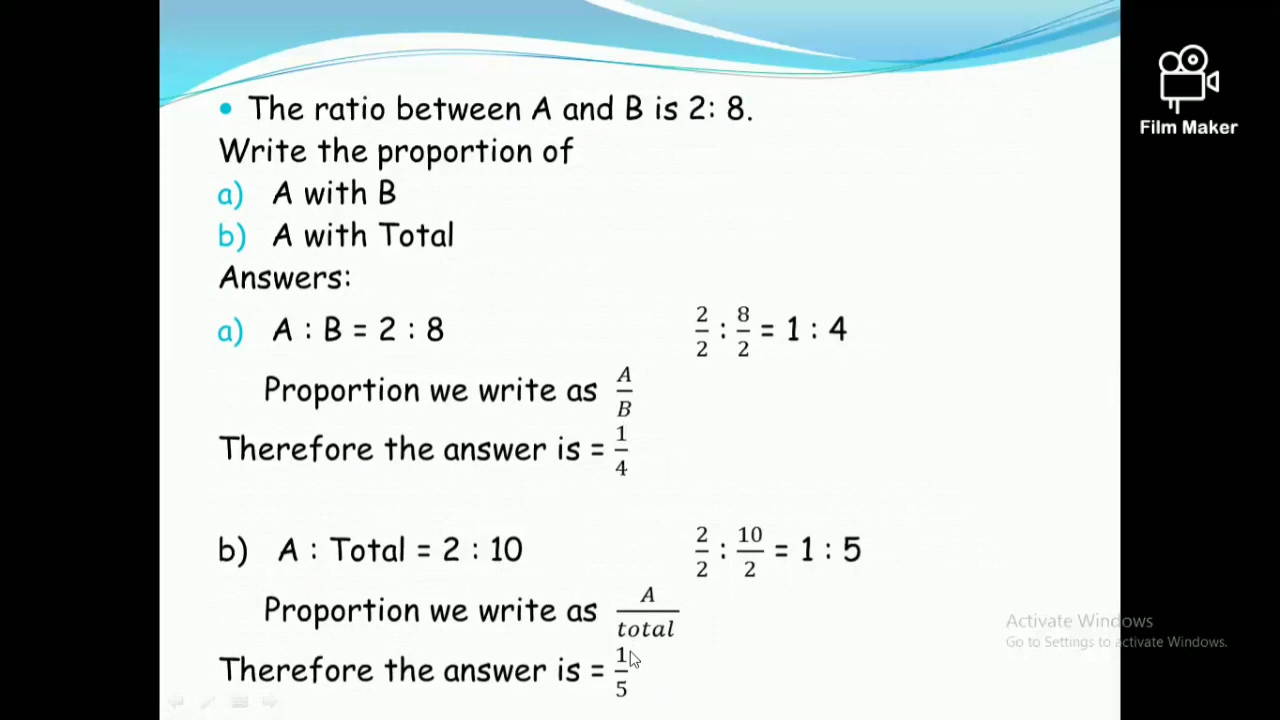 • The ratio between A and B is 2: 8.
Write the proportion of
a) A with B
b) A with Total
Answers:
a) A : B = 2 : 8    2/2 : 8/2 = 1 : 4
Proportion we write as A/B
Therefore the answer is = 1/4
b) A : Total = 2 : 10    2/2 : 10/2 = 1 : 5
Proportion we write as A/total
Therefore the answer is = 1/5
Film Maker
Activate Windows
Go to Settings to activate Windows.